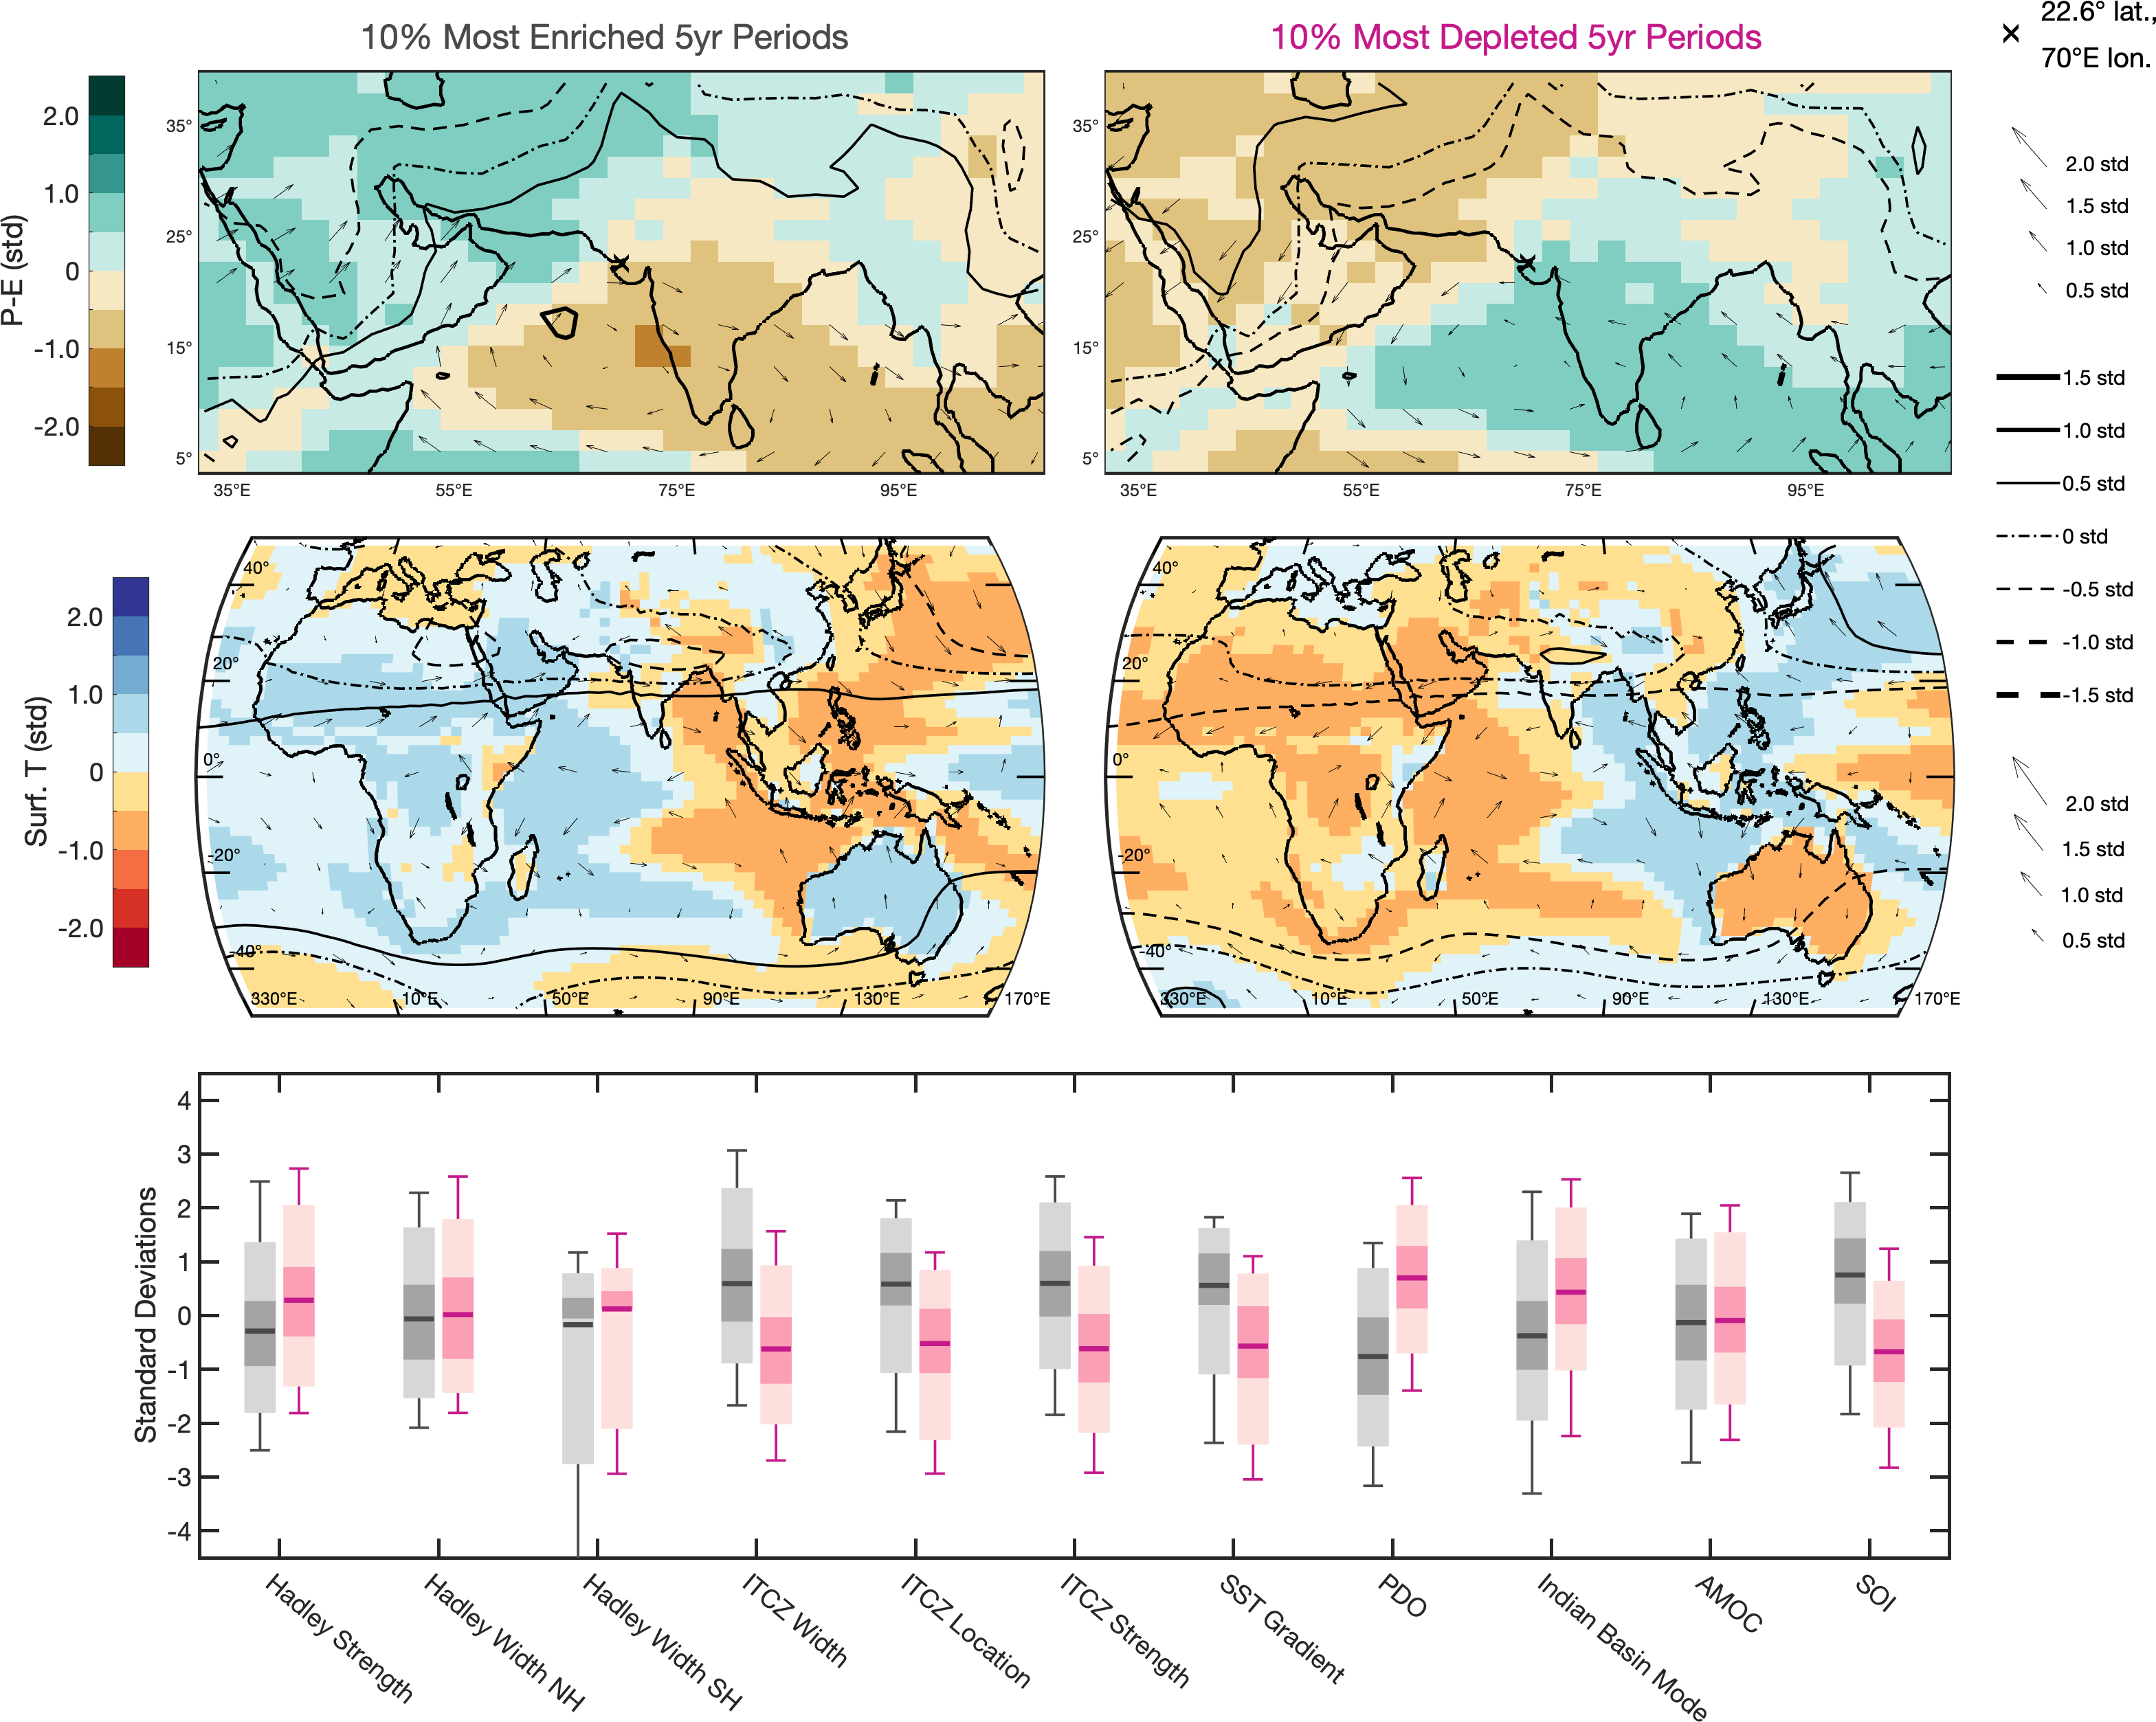 10% Most Enriched 5yr Periods
10% Most Depleted 5yr Periods
22.6° lat.,
70°E lon.
P-E (std)
2.0
1.0
0
-1.0
-2.0
35°
25°
15°
5°
35°E
55°E
75°E
95°E
35°
25°
15°
5°
35°E
55°E
75°E
95°E
2.0 std
1.5 std
1.0 std
0.5 std
1.5 std
1.0 std
0.5 std
0 std
-0.5 std
-1.0 std
-1.5 std
2.0 std
1.5 std
1.0 std
0.5 std
Surf. T (std)
2.0
1.0
0
-1.0
-2.0
40°
20°
0°
-20°
-40°
330°E
10°E
50°E
90°E
130°E
170°E
40°
20°
0°
-20°
-40°
330°E
10°E
50°E
90°E
130°E
170°E
Standard Deviations
4
3
2
1
0
-1
-2
-3
-4
Hadley Strength
Hadley Width NH
Hadley Width SH
ITCZ Width
ITCZ Location
ITCZ Strength
SST Gradient
PDO
Indian Basin Mode
AMOC
SOI